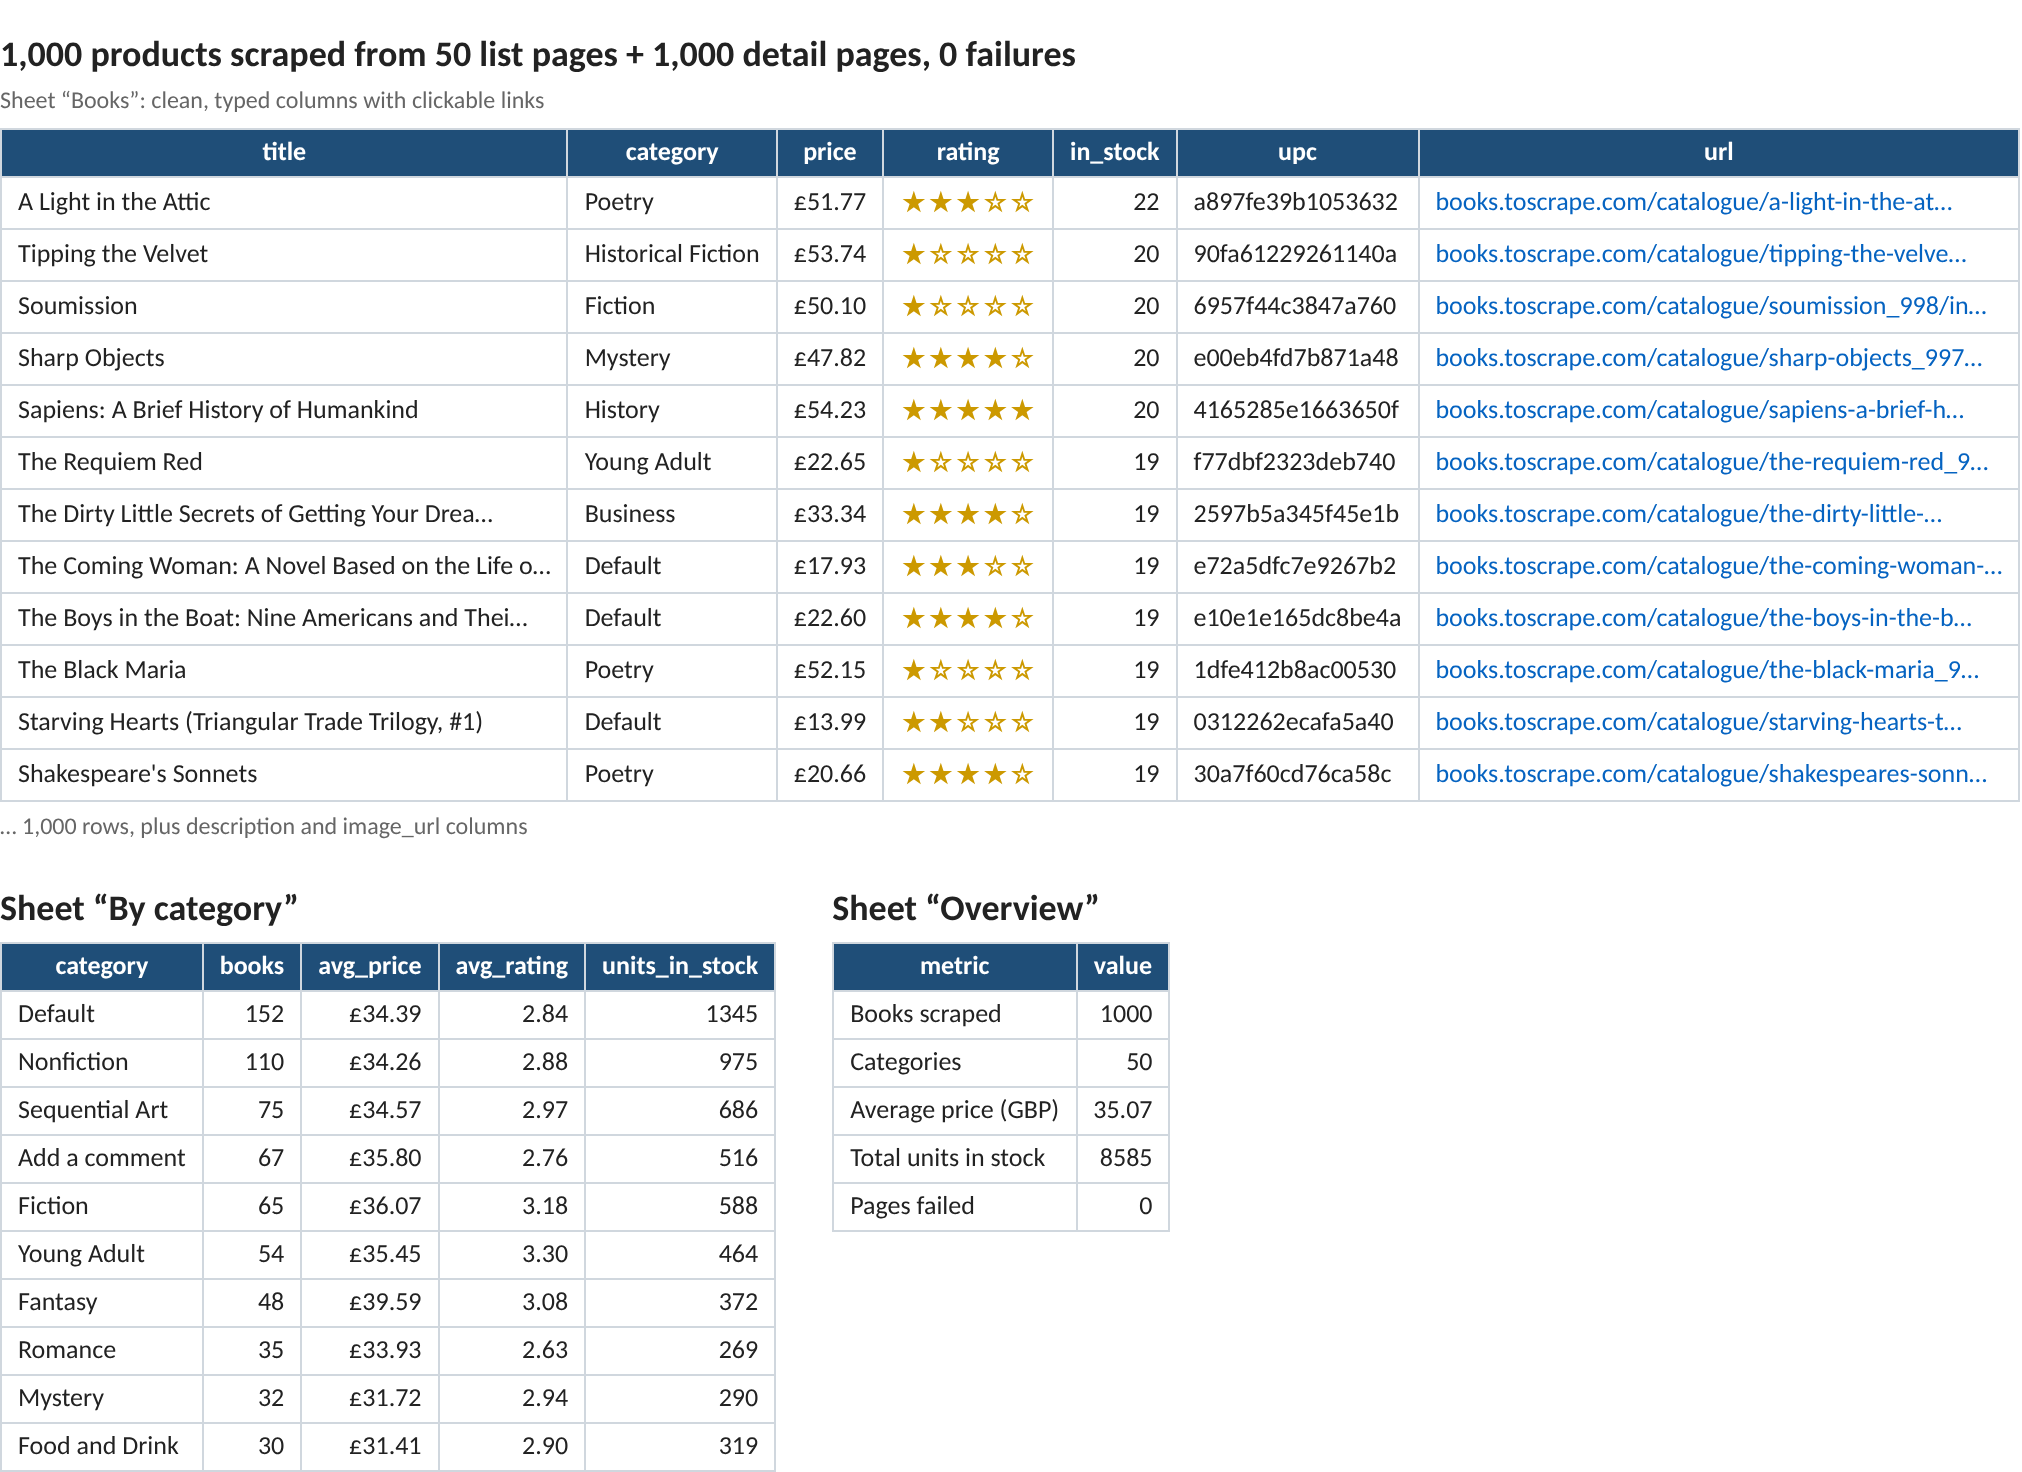 1,000 products scraped from 50 list pages + 1,000 detail pages, 0 failures
Sheet “Books”: clean, typed columns with clickable links
title category price rating in_stock upc url
A Light in the Attic Poetry £51.77 ★★★☆☆ 22 a897fe39b1053632 books.toscrape.com/catalogue/a-light-in-the-at...
Tipping the Velvet Historical Fiction £53.74 ★☆☆☆☆ 20 90fa61229261140a books.toscrape.com/catalogue/tipping-the-velve...
Soumission Fiction £50.10 ★☆☆☆☆ 20 6957f44c3847a760 books.toscrape.com/catalogue/soumission_998/in...
Sharp Objects Mystery £47.82 ★★★★☆ 20 e00eb4fd7b871a48 books.toscrape.com/catalogue/sharp-objects_997...
Sapiens: A Brief History of Humankind History £54.23 ★★★★★ 20 4165285e1663650f books.toscrape.com/catalogue/sapiens-a-brief-h...
The Requiem Red Young Adult £22.65 ★☆☆☆☆ 19 f77dbf2323deb740 books.toscrape.com/catalogue/the-requiem-red_9...
The Dirty Little Secrets of Getting Your Drea... Business £33.34 ★★★★☆ 19 2597b5a345f45e1b books.toscrape.com/catalogue/the-dirty-little-...
The Coming Woman: A Novel Based on the Life o... Default £17.93 ★★★☆☆ 19 e72a5dfc7e9267b2 books.toscrape.com/catalogue/the-coming-woman-...
The Boys in the Boat: Nine Americans and Thei... Default £22.60 ★★★★☆ 19 e10e1e165dc8be4a books.toscrape.com/catalogue/the-boys-in-the-b...
The Black Maria Poetry £52.15 ★☆☆☆☆ 19 1dfe412b8ac00530 books.toscrape.com/catalogue/the-black-maria_9...
Starving Hearts (Triangular Trade Trilogy, #1) Default £13.99 ★★☆☆☆ 19 0312262ecafa5a40 books.toscrape.com/catalogue/starving-hearts-t...
Shakespeare's Sonnets Poetry £20.66 ★★★★☆ 19 30a7f60cd76ca58c books.toscrape.com/catalogue/shakespeares-sonn...
... 1,000 rows, plus description and image_url columns
Sheet “By category”
category books avg_price avg_rating units_in_stock
Default 152 £34.39 2.84 1345
Nonfiction 110 £34.26 2.88 975
Sequential Art 75 £34.57 2.97 686
Add a comment 67 £35.80 2.76 516
Fiction 65 £36.07 3.18 588
Young Adult 54 £35.45 3.30 464
Fantasy 48 £39.59 3.08 372
Romance 35 £33.93 2.63 269
Mystery 32 £31.72 2.94 290
Food and Drink 30 £31.41 2.90 319
Sheet “Overview”
metric value
Books scraped 1000
Categories 50
Average price (GBP) 35.07
Total units in stock 8585
Pages failed 0